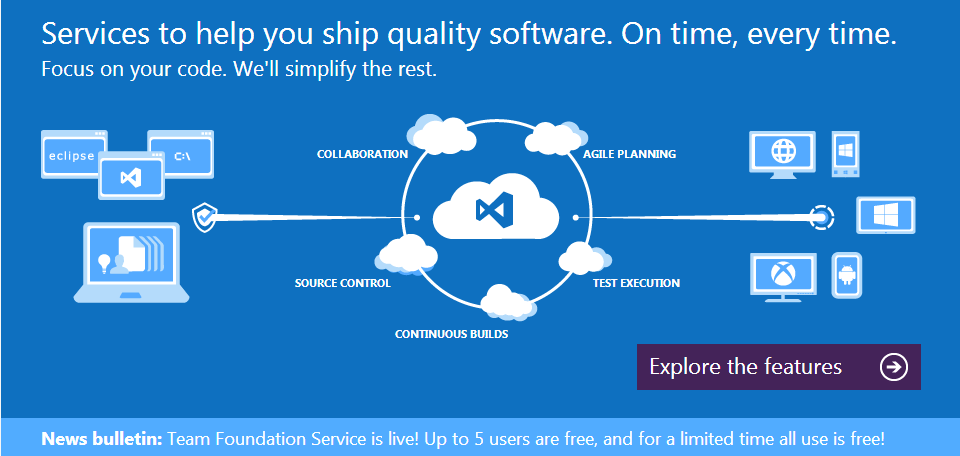 Services to help you ship quality software. On time, every time.
Focus on your code. We'll simplify the rest.
eclipse
C:\
COLLABORATION
AGILE PLANNING
SOURCE CONTROL
TEST EXECUTION
CONTINUOUS BUILDS
Explore the features
News bulletin: Team Foundation Service is live! Up to 5 users are free, and for a limited time all use is free!